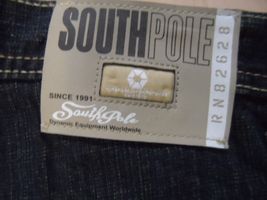 SOUTHPOLE
SINCE 1991
SouthPole
Dynamic Equipment Worldwide
RN82628